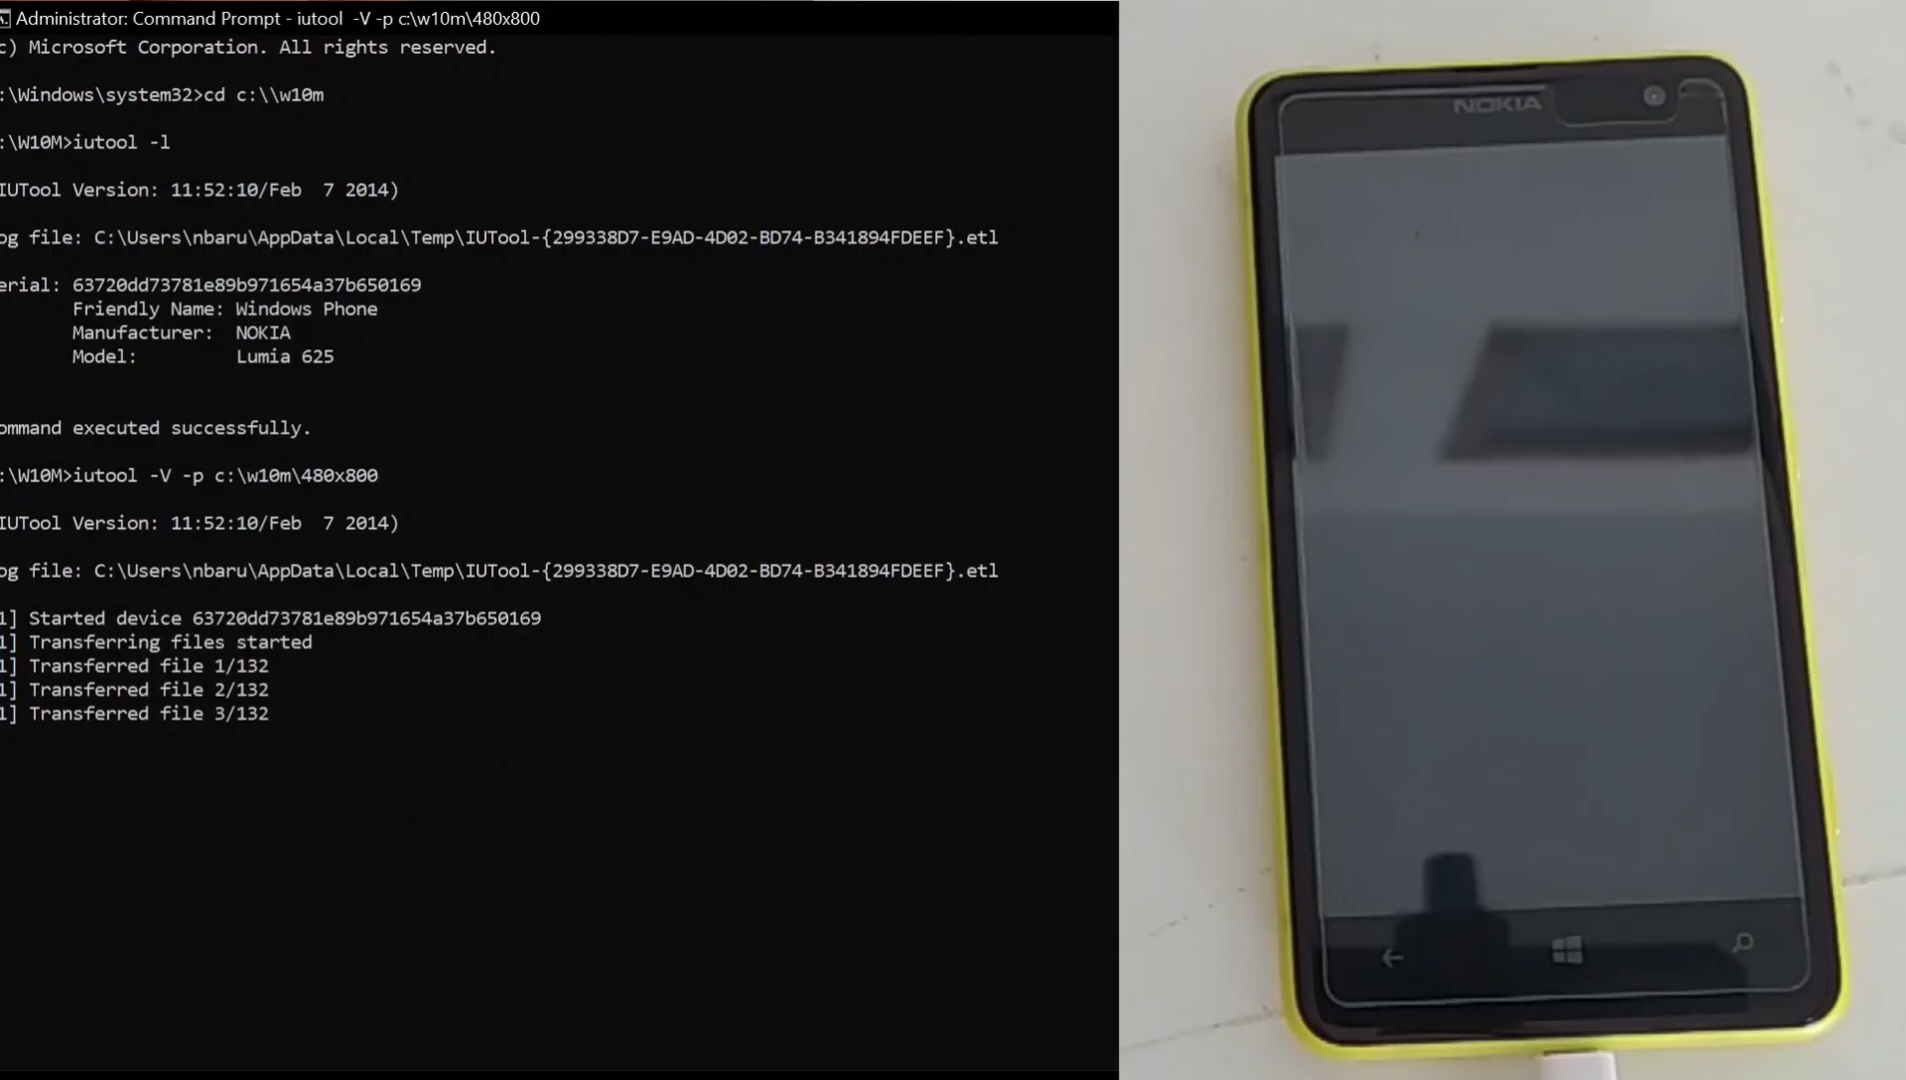 Administrator: Command Prompt - iutool -V -p c:\w10m\480x800
c) Microsoft Corporation. All rights reserved.
:\Windows\system32>cd c:\\w10m
:\W10M>iutool -l
IUTool Version: 11:52:10/Feb  7 2014)
og file: C:\Users\nbaru\AppData\Local\Temp\IUTool-{299338D7-E9AD-4D02-BD74-B341894FDEEF}.etl
erial: 63720dd73781e89b971654a37b650169
Friendly Name: Windows Phone
Manufacturer:  NOKIA
Model:         Lumia 625
ommand executed successfully.
:\W10M>iutool -V -p c:\w10m\480x800
IUTool Version: 11:52:10/Feb  7 2014)
og file: C:\Users\nbaru\AppData\Local\Temp\IUTool-{299338D7-E9AD-4D02-BD74-B341894FDEEF}.etl
1] Started device 63720dd73781e89b971654a37b650169
1] Transferring files started
1] Transferred file 1/132
1] Transferred file 2/132
1] Transferred file 3/132
NOKIA